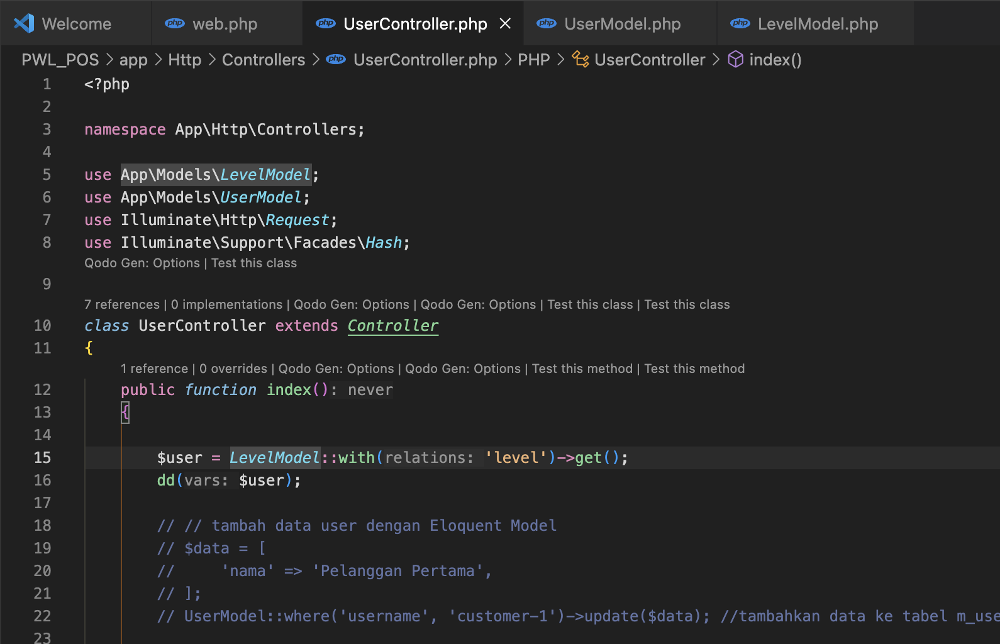 Welcome php web.php php UserController.php php UserModel.php php LevelModel.php
PWL_POS > app > Http > Controllers > php UserController.php > PHP > UserController > index()
1 <?php
2
3 namespace App\Http\Controllers;
4
5 use App\Models\LevelModel;
6 use App\Models\UserModel;
7 use Illuminate\Http\Request;
8 use Illuminate\Support\Facades\Hash;
Qodo Gen: Options | Test this class
9
7 references | 0 implementations | Qodo Gen: Options | Qodo Gen: Options | Test this class | Test this class
10 class UserController extends Controller
11 {
1 reference | 0 overrides | Qodo Gen: Options | Qodo Gen: Options | Test this method | Test this method
12 public function index(): never
13 {
14
15 $user = LevelModel::with(relations: 'level')->get();
16 dd(vars: $user);
17
18 // // tambah data user dengan Eloquent Model
19 // $data = [
20 // 'nama' => 'Pelanggan Pertama',
21 // ];
22 // UserModel::where('username', 'customer-1')->update($data); //tambahkan data ke tabel m_use
23